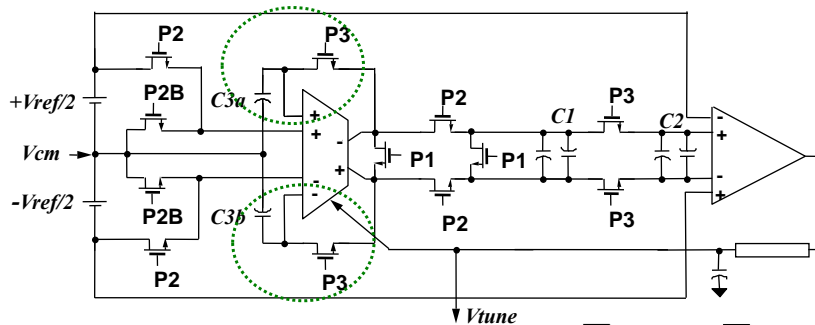 P2
P3
+Vref/2
P2B
C3a
+
+
-
+
P2
P1
P1
C1
P3
C2
-
+
Vcm
-Vref/2
P2B
C3b
-
-
P2
P3
-
+
P2
P3
Vtune